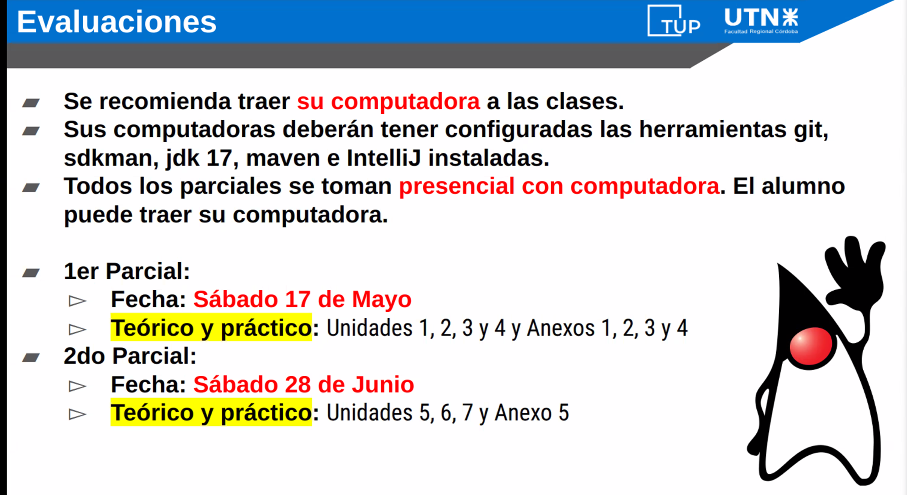 Evaluaciones
TUP
UTN
Facultad Regional Córdoba
Se recomienda traer su computadora a las clases.
Sus computadoras deberán tener configuradas las herramientas git,
sdkman, jdk 17, maven e IntelliJ instaladas.
Todos los parciales se toman presencial con computadora. El alumno
puede traer su computadora.
1er Parcial:
Fecha: Sábado 17 de Mayo
Teórico y práctico: Unidades 1, 2, 3 y 4 y Anexos 1, 2, 3 y 4
2do Parcial:
Fecha: Sábado 28 de Junio
Teórico y práctico: Unidades 5, 6, 7 y Anexo 5